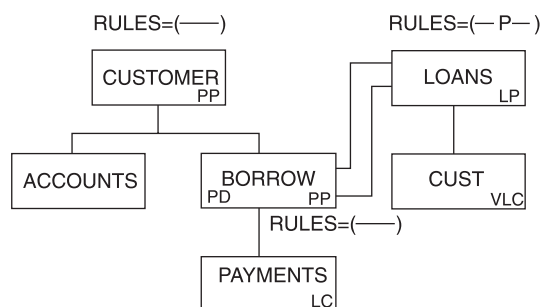 RULES=(——)
RULES=(—P—)
CUSTOMER
PP
LOANS
LP
ACCOUNTS
BORROW
PD
PP
CUST
VLC
RULES=(——)
PAYMENTS
LC